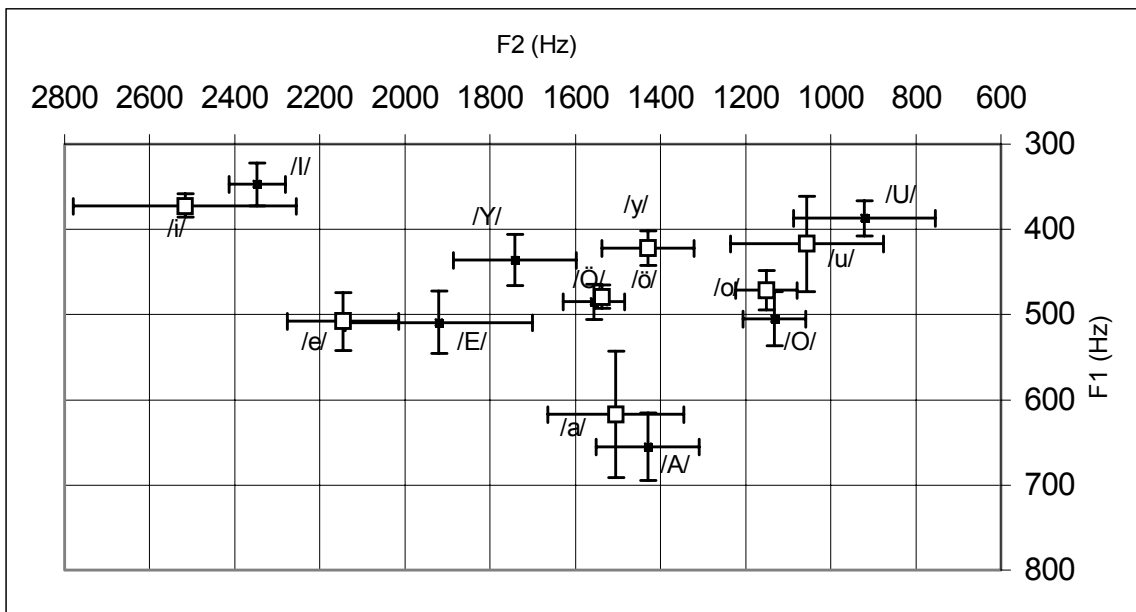 F2 (Hz)
2800 2600 2400 2200 2000 1800 1600 1400 1200 1000 800 600
300
/I/
/U/
/Y/
/y/
/i/
400
/u/
/Ö/
/ö/
/o/
500
/e/
/E/
/O/
F1 (Hz)
600
/a/
/A/
700
800